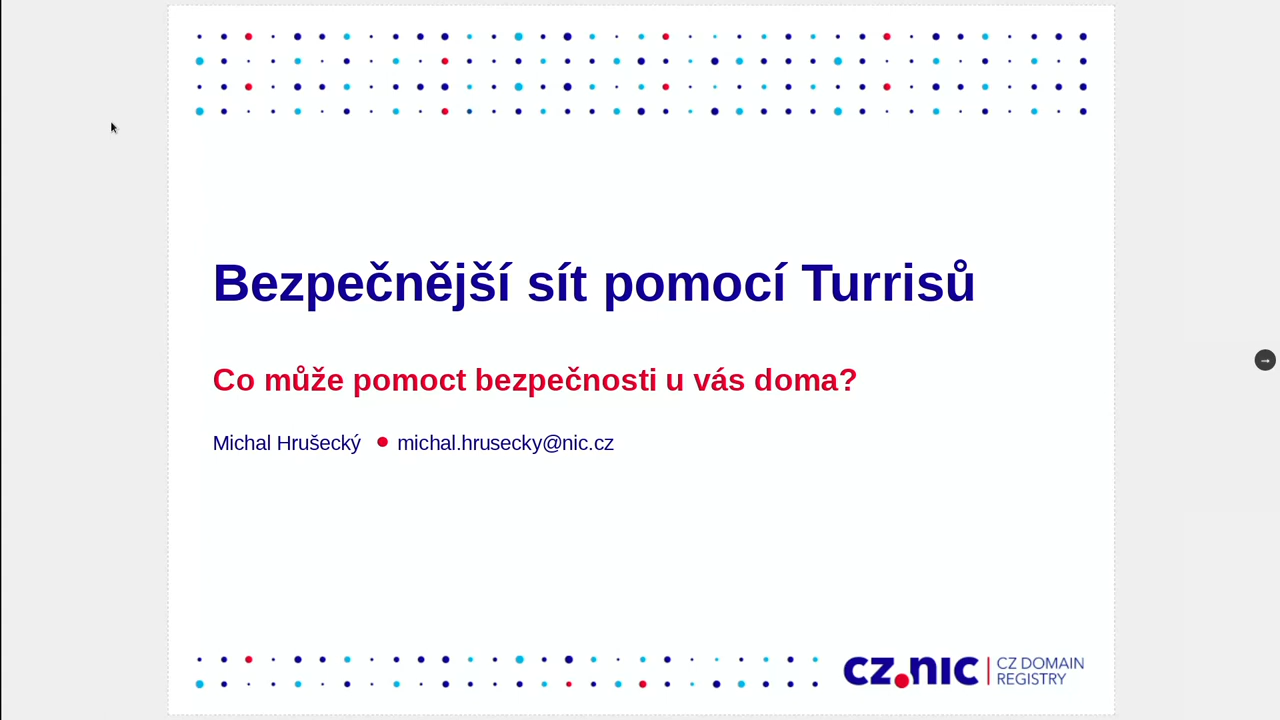 Bezpečnější sít pomocí Turrisů
Co může pomoct bezpečnosti u vás doma?
Michal Hrušecký • michal.hrusecky@nic.cz
cz.nic | CZ DOMAIN
REGISTRY